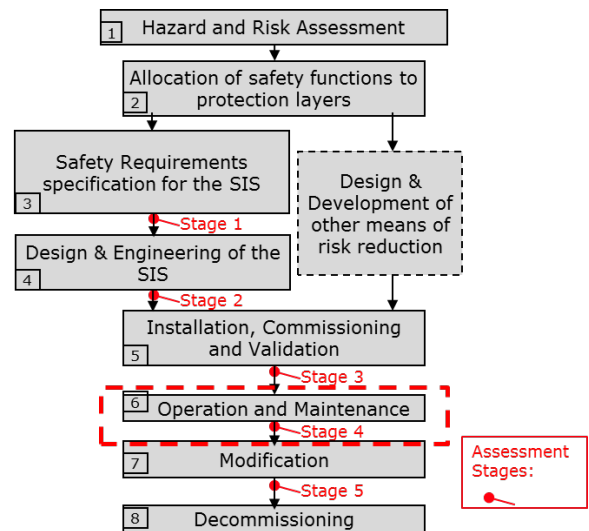 Hazard and Risk Assessment
1
Allocation of safety functions to
protection layers
2
Safety Requirements
specification for the SIS
3
Design &
Development of
other means of
risk reduction
Stage 1
Design & Engineering of the
SIS
4
Stage 2
Installation, Commissioning
and Validation
5
Stage 3
6
Operation and Maintenance
Stage 4
Assessment
Stages:
Modification
7
Stage 5
8
Decommissioning